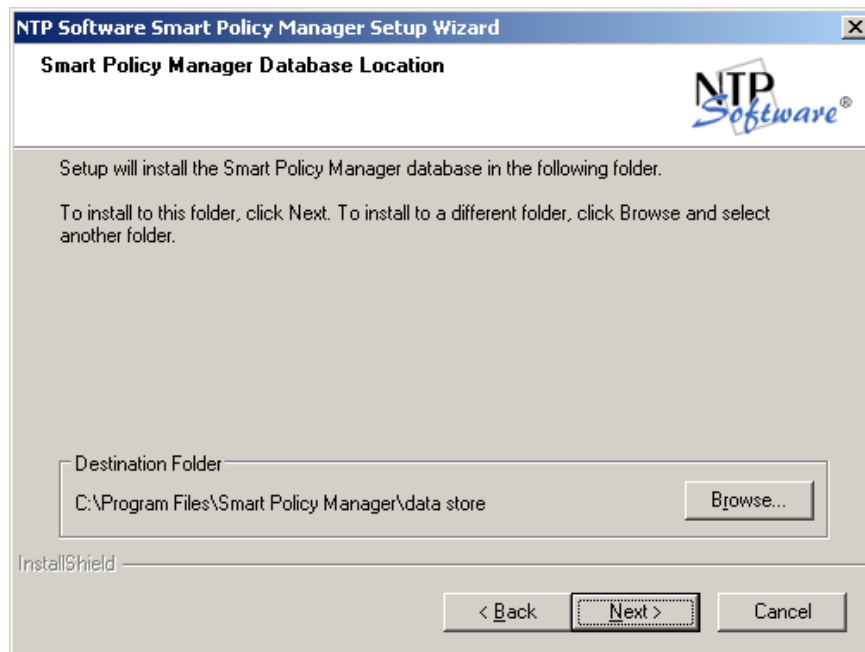 NTP Software Smart Policy Manager Setup Wizard
Smart Policy Manager Database Location
NTP
Software®
Setup will install the Smart Policy Manager database in the following folder.
To install to this folder, click Next. To install to a different folder, click Browse and select
another folder.
Destination Folder
C:\Program Files\Smart Policy Manager\data store
Browse...
InstallShield
< Back
Next >
Cancel